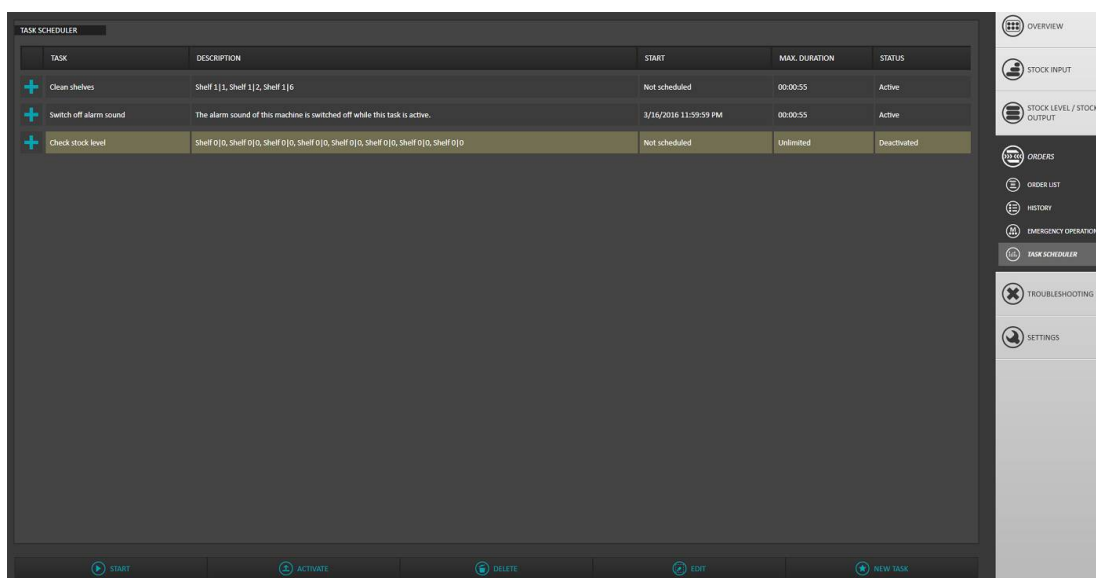 TASK SCHEDULER
TASK DESCRIPTION START MAX. DURATION STATUS
Clean shelves Shelf 1|1, Shelf 1|2, Shelf 1|6 Not scheduled 00:00:55 Active
Switch off alarm sound The alarm sound of this machine is switched off while this task is active. 3/16/2016 11:59:59 PM 00:00:55 Active
Check stock level Shelf 0|0, Shelf 0|0, Shelf 0|0, Shelf 0|0, Shelf 0|0, Shelf 0|0, Shelf 0|0, Shelf 0|0 Not scheduled Unlimited Deactivated
START ACTIVATE DELETE EDIT NEW TASK
OVERVIEW
STOCK INPUT
STOCK LEVEL / STOCK
OUTPUT
ORDERS
ORDER LIST
HISTORY
EMERGENCY OPERATION
TASK SCHEDULER
TROUBLESHOOTING
SETTINGS